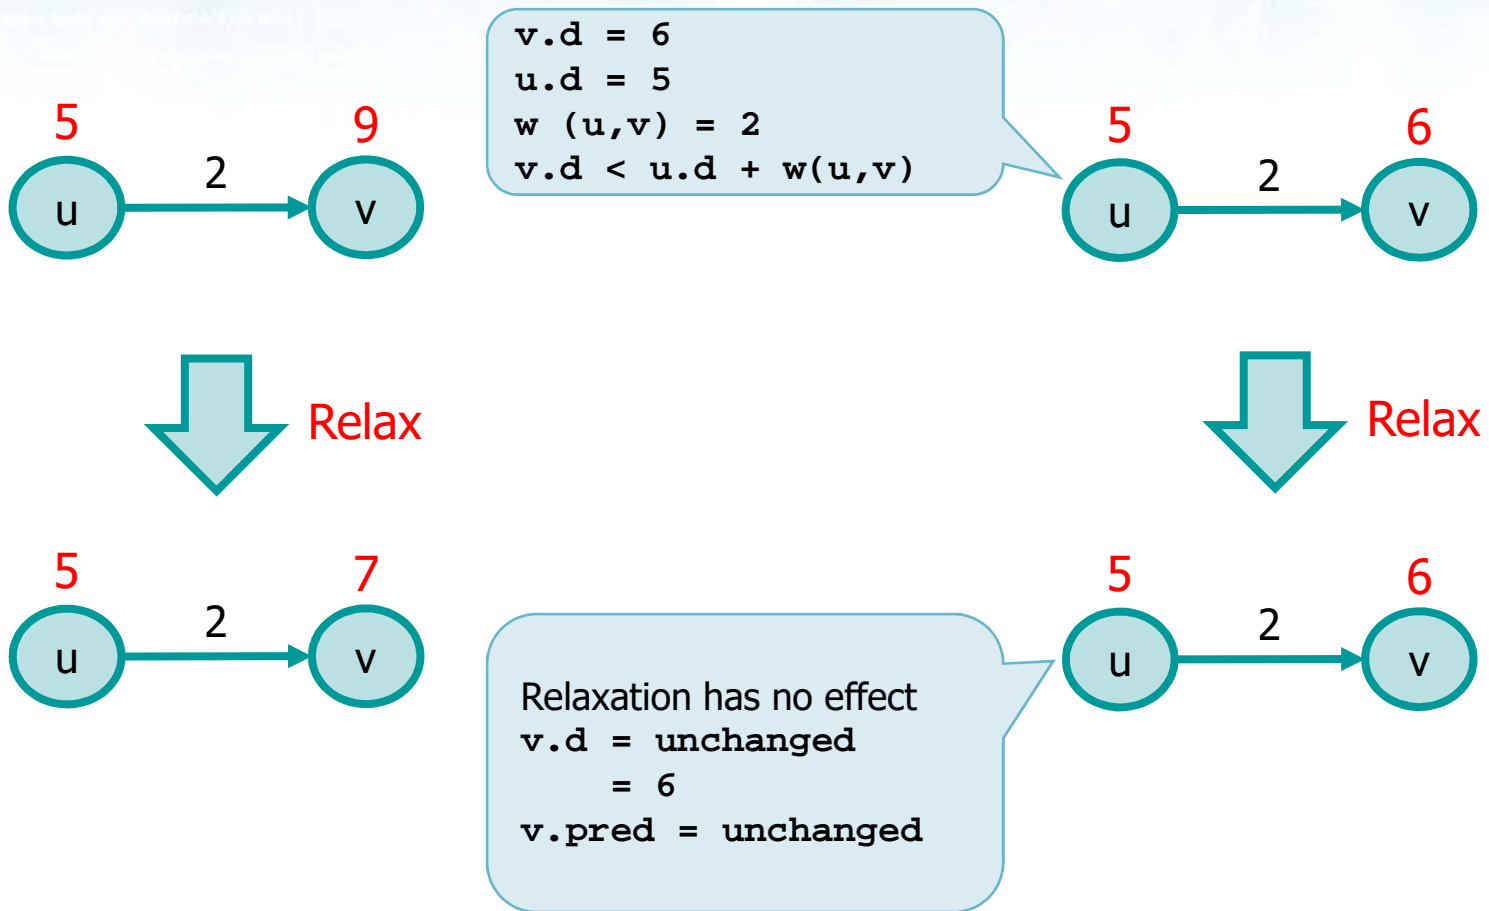 v.d = 6
u.d = 5
w (u,v) = 2
v.d < u.d + w(u,v)
5
9
2
u
v
5
6
2
u
v
Relax
Relax
5
7
2
u
v
5
6
2
u
v
Relaxation has no effect
v.d = unchanged
= 6
v.pred = unchanged